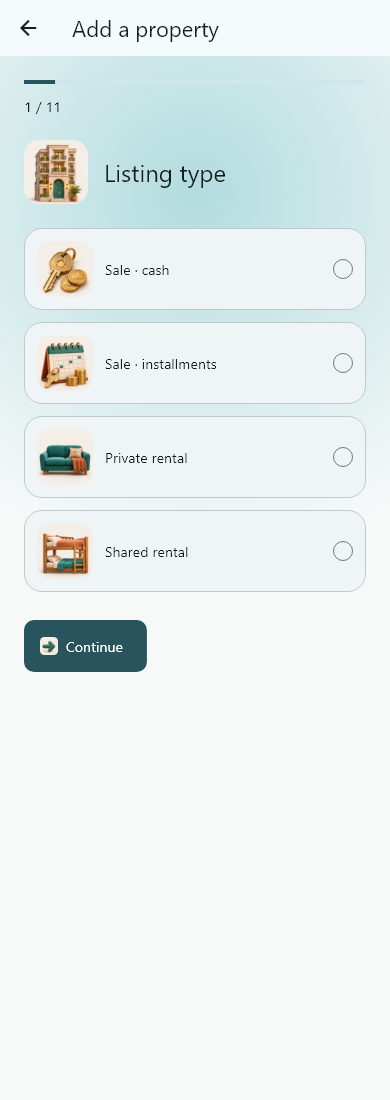 Add a property
1 / 11
Listing type
Sale · cash
Sale · installments
Private rental
Shared rental
Continue